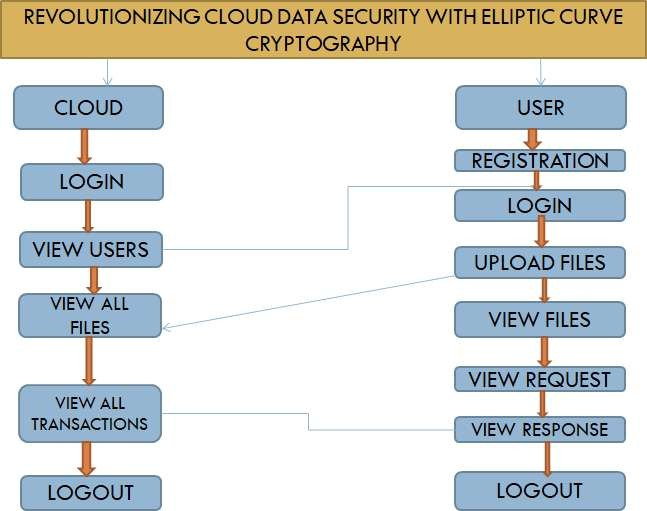 REVOLUTIONIZING CLOUD DATA SECURITY WITH ELLIPTIC CURVE
CRYPTOGRAPHY
CLOUD
LOGIN
VIEW USERS
VIEW ALL
FILES
VIEW ALL
TRANSACTIONS
LOGOUT
USER
REGISTRATION
LOGIN
UPLOAD FILES
VIEW FILES
VIEW REQUEST
VIEW RESPONSE
LOGOUT